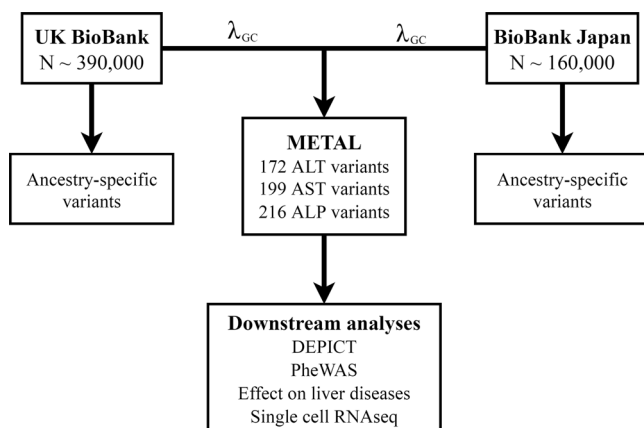 UK BioBank
N ~ 390,000
λGC
λGC
BioBank Japan
N ~ 160,000
Ancestry-specific
variants
METAL
172 ALT variants
199 AST variants
216 ALP variants
Ancestry-specific
variants
Downstream analyses
DEPICT
PheWAS
Effect on liver diseases
Single cell RNAseq